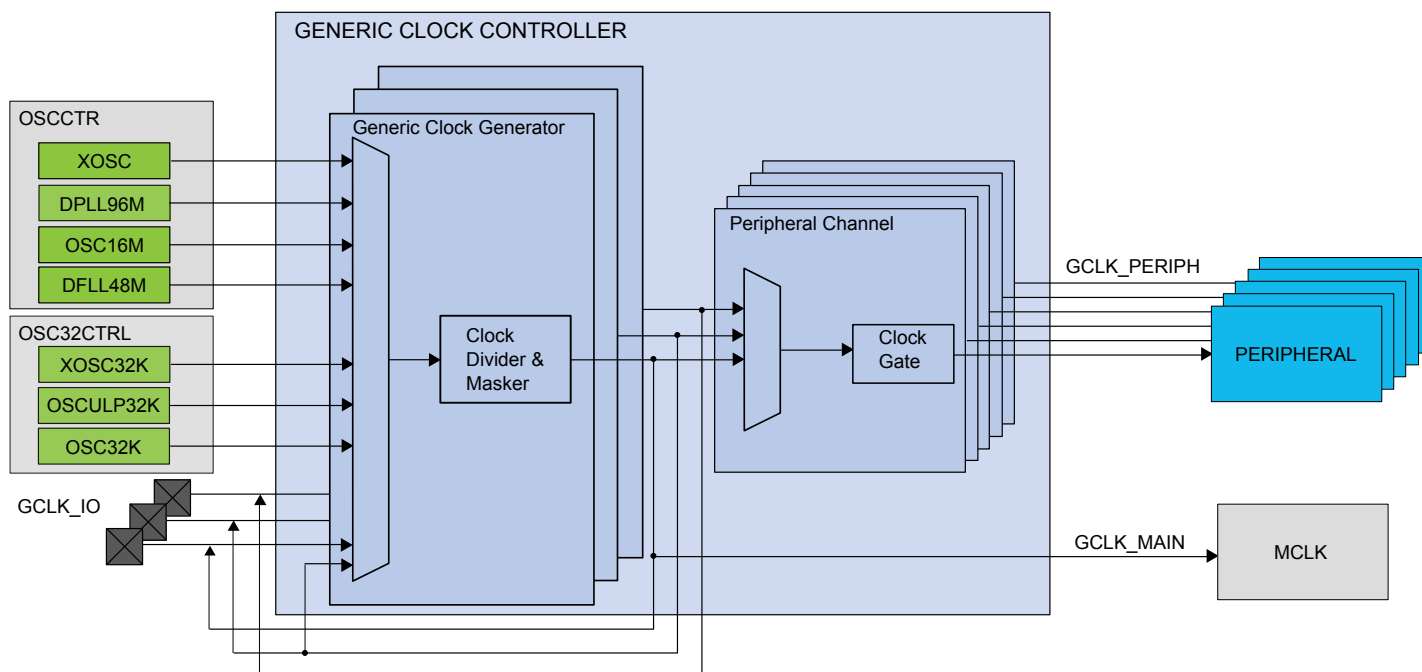 GENERIC CLOCK CONTROLLER
OSCCTR
XOSC
DPLL96M
OSC16M
DFLL48M
OSC32CTRL
XOSC32K
OSCULP32K
OSC32K
GCLK_IO
Generic Clock Generator
Clock
Divider &
Masker
Peripheral Channel
Clock
Gate
GCLK_PERIPH
PERIPHERAL
GCLK_MAIN
MCLK